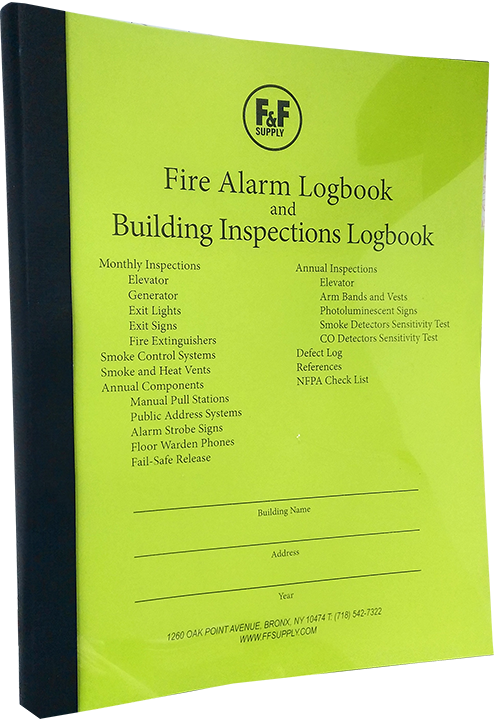 F&F
SUPPLY
Fire Alarm Logbook
and
Building Inspections Logbook
Monthly Inspections
Elevator
Generator
Exit Lights
Exit Signs
Fire Extinguishers
Smoke Control Systems
Smoke and Heat Vents
Annual Components
Manual Pull Stations
Public Address Systems
Alarm Strobe Signs
Floor Warden Phones
Fail-Safe Release
Annual Inspections
Elevator
Arm Bands and Vests
Photoluminescent Signs
Smoke Detectors Sensitivity Test
CO Detectors Sensitivity Test
Defect Log
References
NFPA Check List
Building Name
Address
Year
1260 OAK POINT AVENUE, BRONX, NY 10474 T: (718) 542-7322
WWW.FFSUPPLY.COM